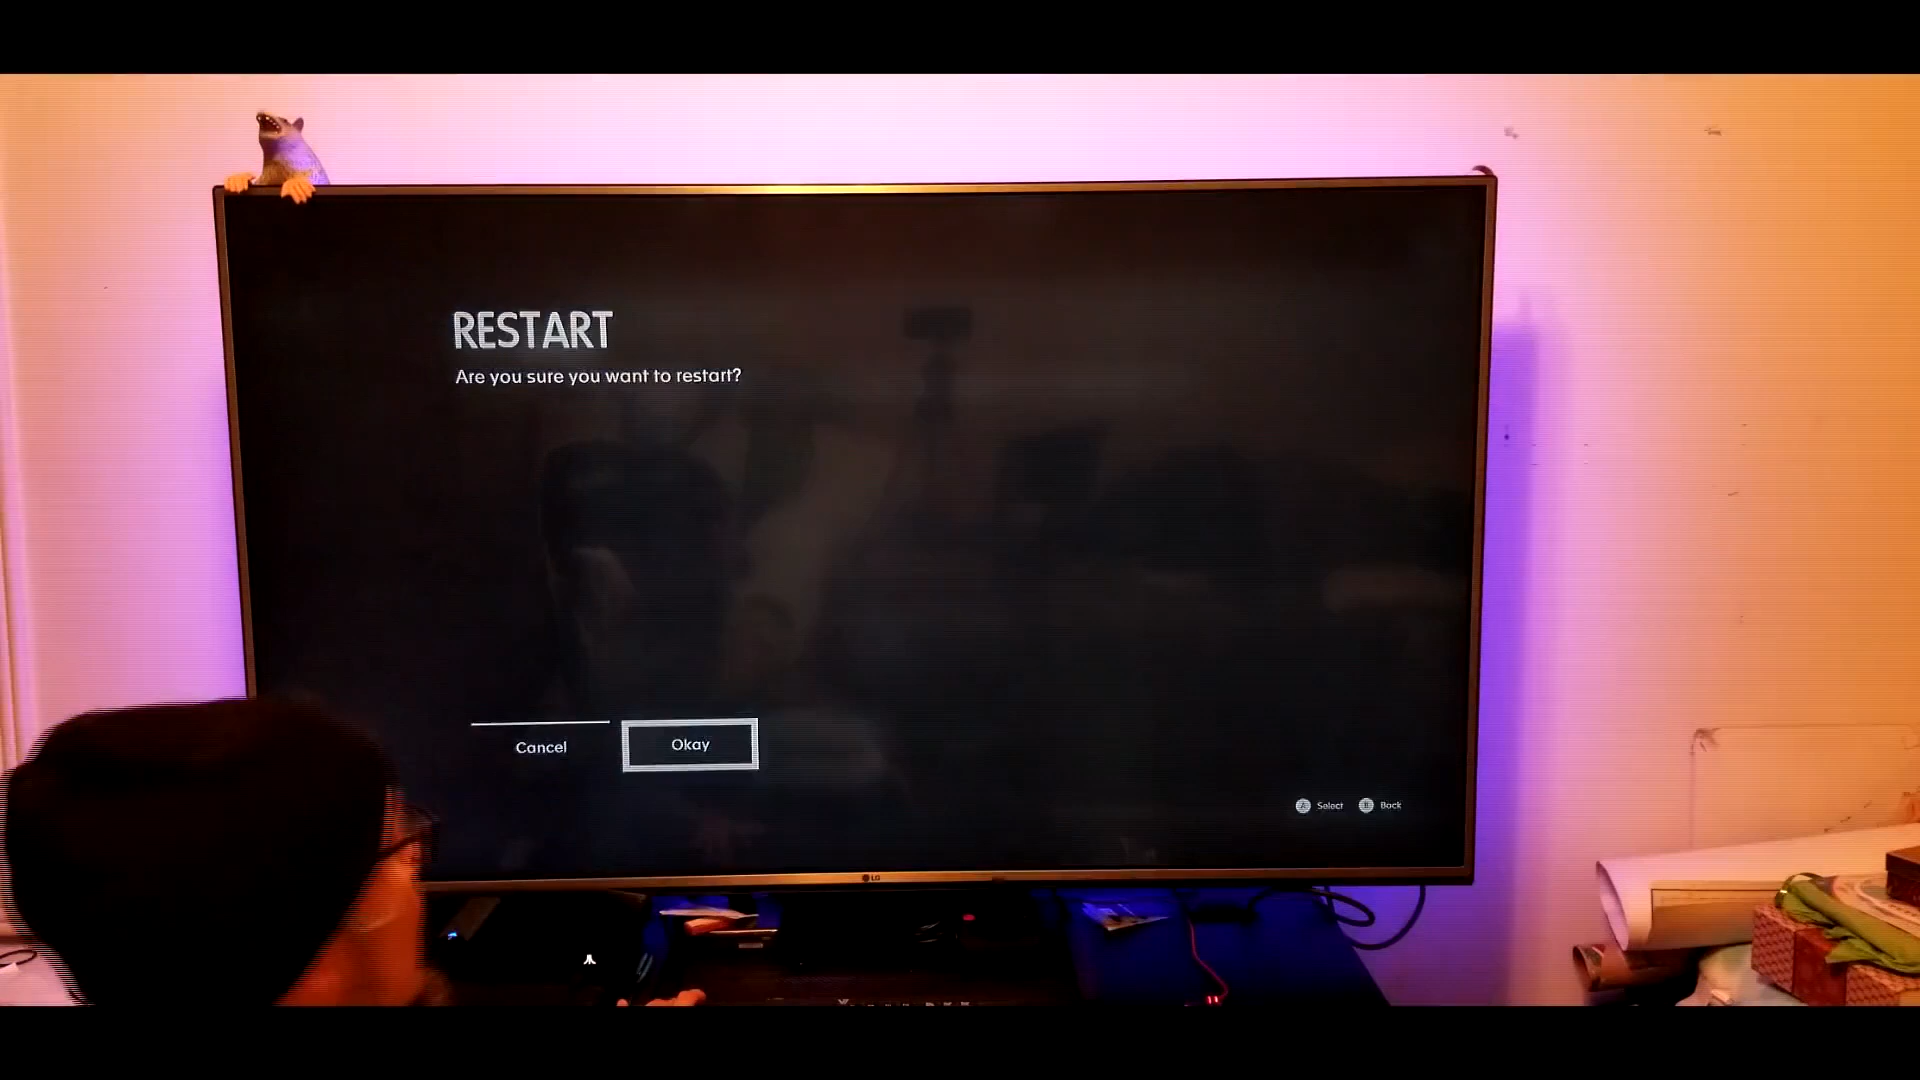 RESTART
Are you sure you want to restart?
Cancel
Okay
Select
Back
LG